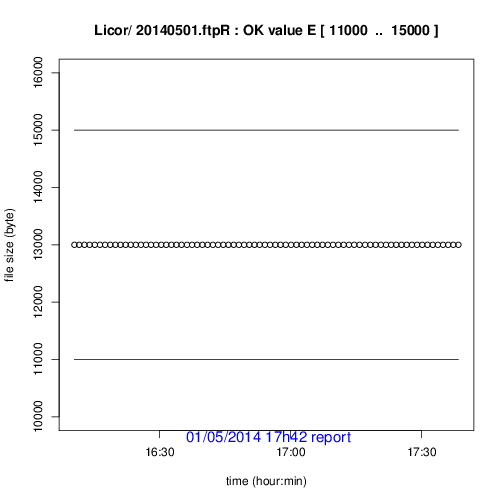 Licor/ 20140501.ftpR : OK value E [ 11000 .. 15000 ]
file size (byte)
16000
15000
14000
13000
12000
11000
10000
01/05/2014 17h42 report
16:30
17:00
17:30
time (hour:min)